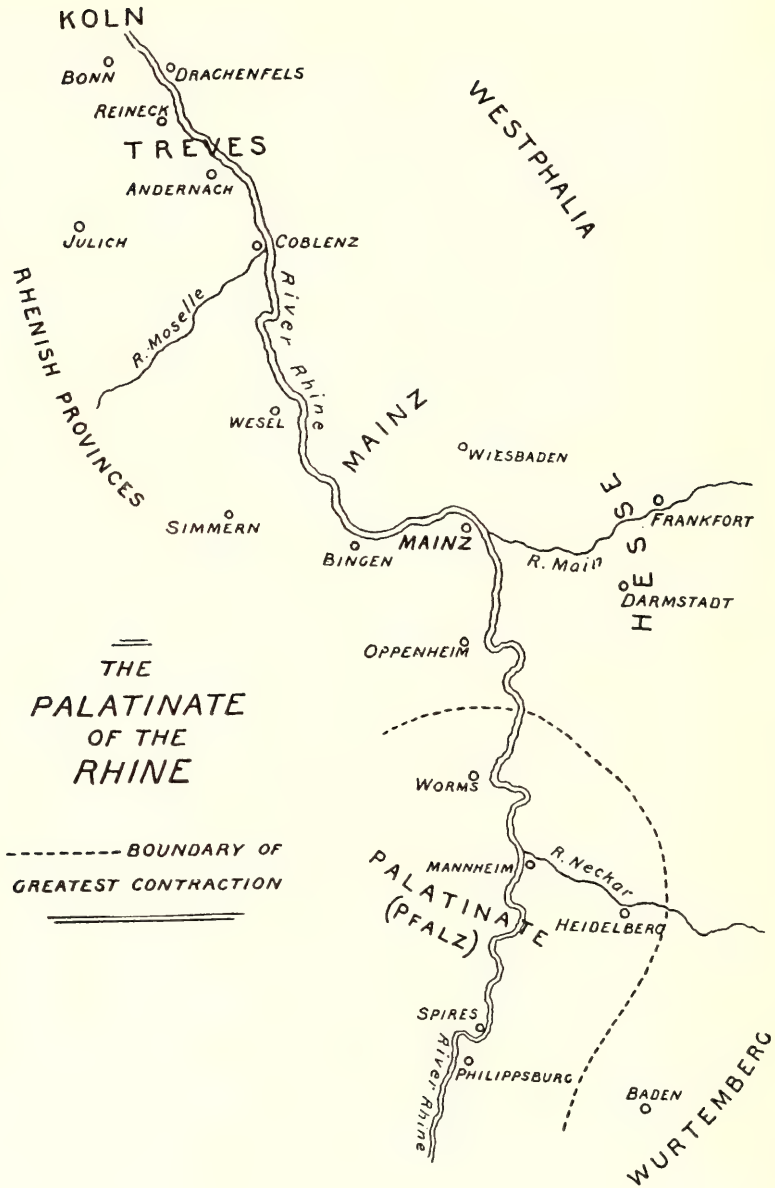 KOLN
BONN
DRACHENFELS
REINECK
TREVES
ANDERNACH
WESTPHALIA
JULICH
COBLENZ
RHENISH PROVINCES
R. Moselle
River Rhine
WESEL
MAINZ
WIESBADEN
HESSE
FRANKFORT
SIMMERN
BINGEN
MAINZ
R. Main
DARMSTADT
OPPENHEIM
THE
PALATINATE
OF THE
RHINE
WORMS
BOUNDARY OF
GREATEST CONTRACTION
PALATINATE
(PFALZ)
MANNHEIM
R. Neckar
HEIDELBERG
SPIRES
River Rhine
PHILIPPSBURG
BADEN
WURTEMBERG